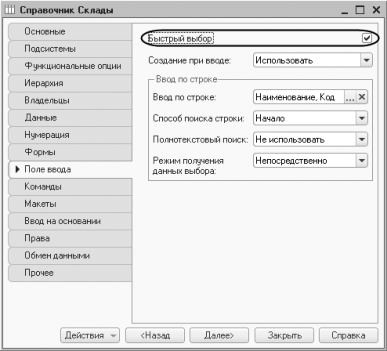 Справочник Склады
Основные
Подсистемы
Функциональные опции
Иерархия
Владельцы
Данные
Нумерация
Формы
Поле ввода
Команды
Макеты
Ввод на основании
Права
Обмен данными
Прочее
Быстрый выбор
Создание при вводе: Использовать
Ввод по строке
Ввод по строке: Наименование, Код ... x
Способ поиска строки: Начало
Полнотекстовый поиск: Не использовать
Режим получения данных выбора: Непосредственно
Действия <Назад Далее> Закрыть Справка